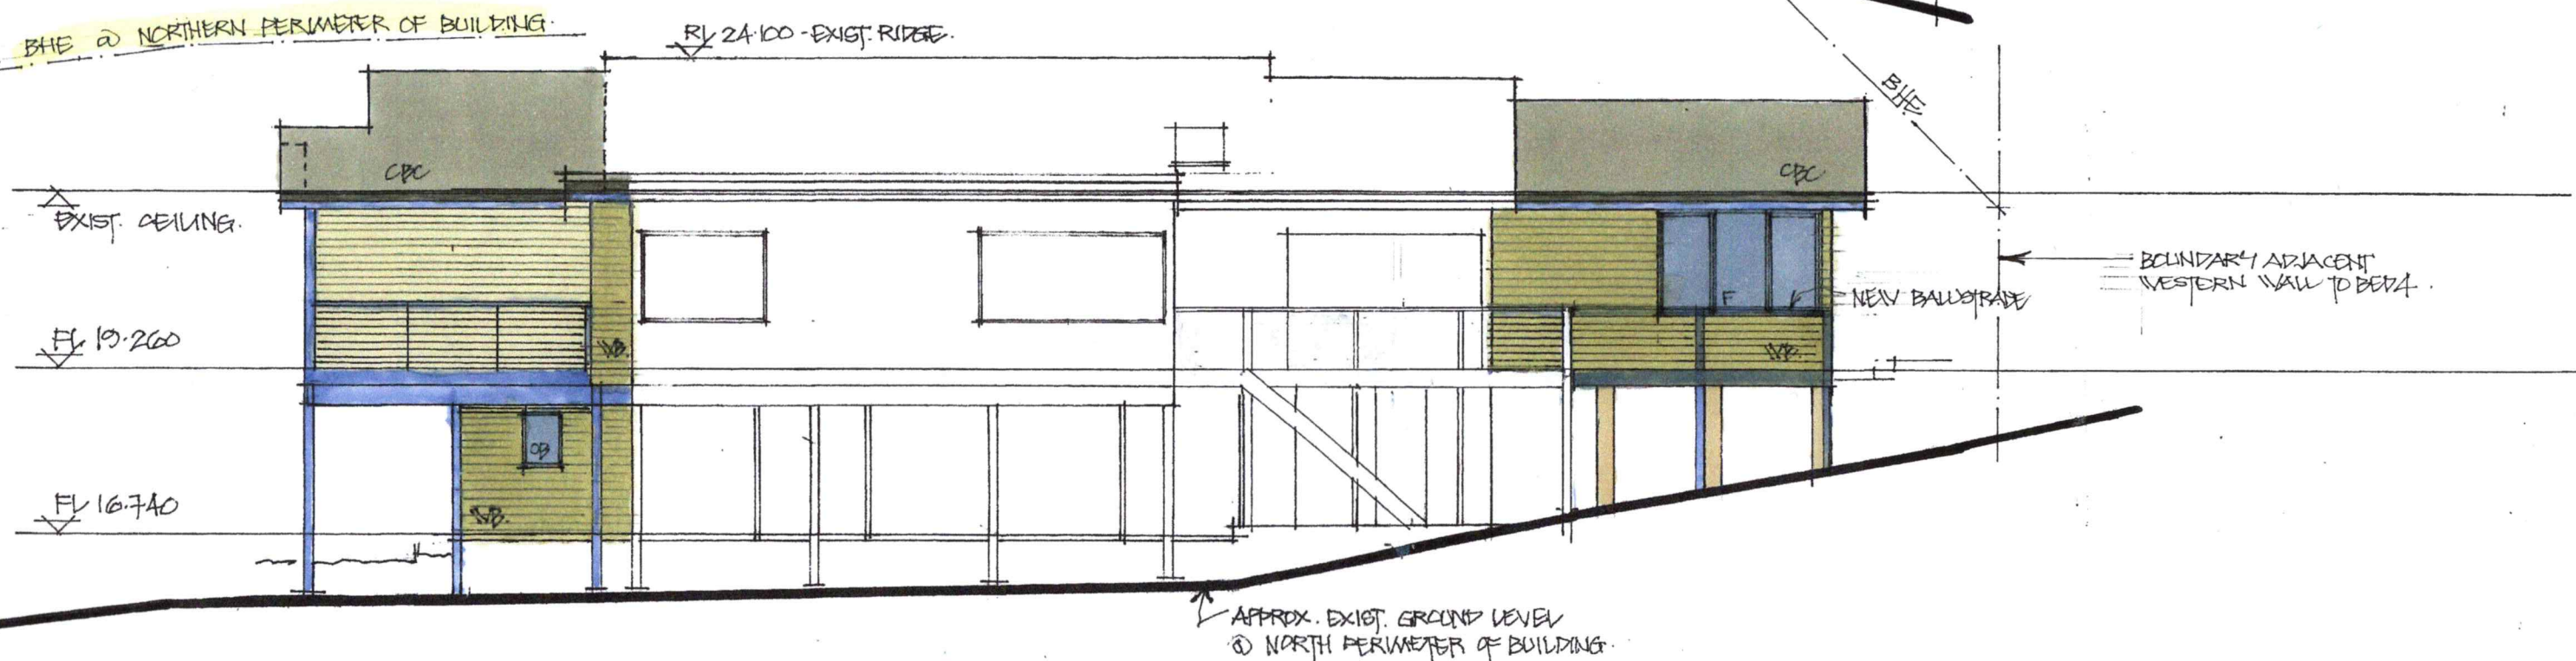 BHE @ NORTHERN PERIMETER OF BUILDING.
RL 24.100 - EXIST. RIDGE.
BHE
CBC
CBC
EXIST. CEILING.
BOUNDARY ADJACENT
WESTERN WALL TO BED 4.
F
NEW BALUSTRADE
FL 19.260
WB.
WB.
OB
FL 16.740
WB.
APPROX. EXIST. GROUND LEVEL
@ NORTH PERIMETER OF BUILDING.